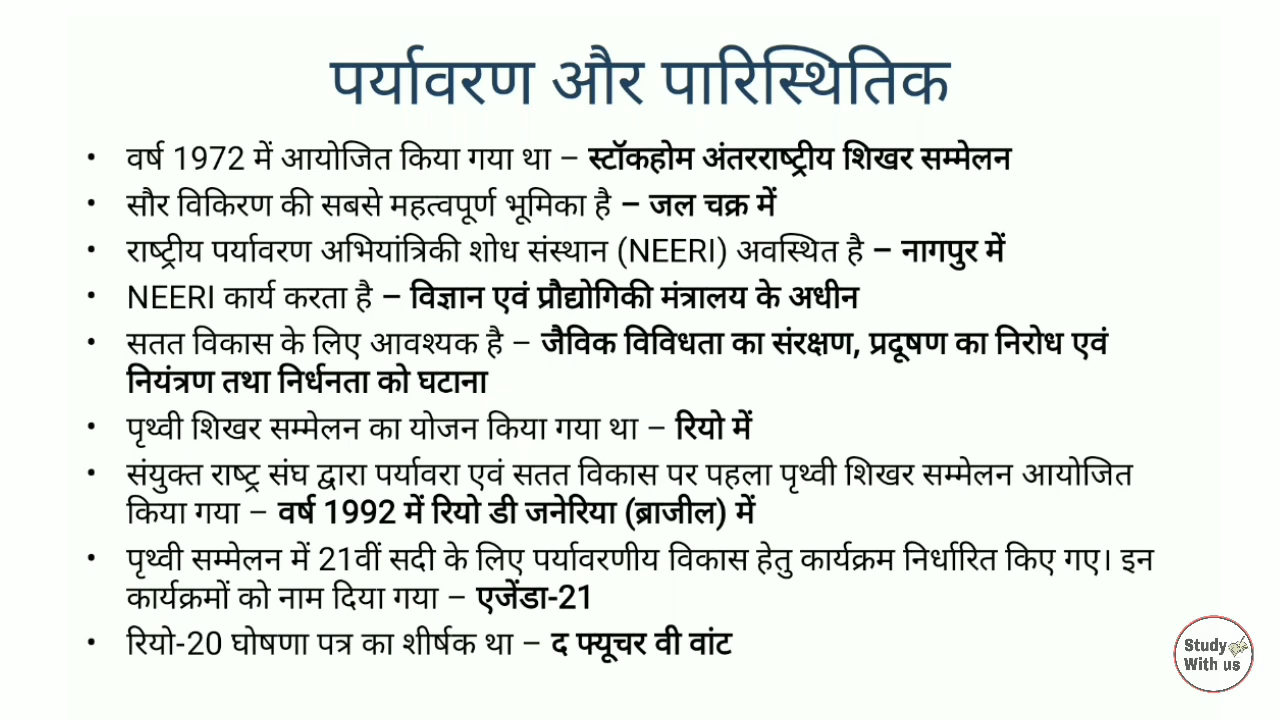 पर्यावरण और पारिस्थितिक
• वर्ष 1972 में आयोजित किया गया था – स्टॉकहोम अंतरराष्ट्रीय शिखर सम्मेलन
• सौर विकिरण की सबसे महत्वपूर्ण भूमिका है – जल चक्र में
• राष्ट्रीय पर्यावरण अभियांत्रिकी शोध संस्थान (NEERI) अवस्थित है – नागपुर में
• NEERI कार्य करता है – विज्ञान एवं प्रौद्योगिकी मंत्रालय के अधीन
• सतत विकास के लिए आवश्यक है – जैविक विविधता का संरक्षण, प्रदूषण का निरोध एवं
नियंत्रण तथा निर्धनता को घटाना
• पृथ्वी शिखर सम्मेलन का योजन किया गया था – रियो में
• संयुक्त राष्ट्र संघ द्वारा पर्यावरा एवं सतत विकास पर पहला पृथ्वी शिखर सम्मेलन आयोजित
किया गया – वर्ष 1992 में रियो डी जनेरिया (ब्राजील) में
• पृथ्वी सम्मेलन में 21वीं सदी के लिए पर्यावरणीय विकास हेतु कार्यक्रम निर्धारित किए गए। इन
कार्यक्रमों को नाम दिया गया – एजेंडा-21
• रियो-20 घोषणा पत्र का शीर्षक था – द फ्यूचर वी वांट
Study
With us